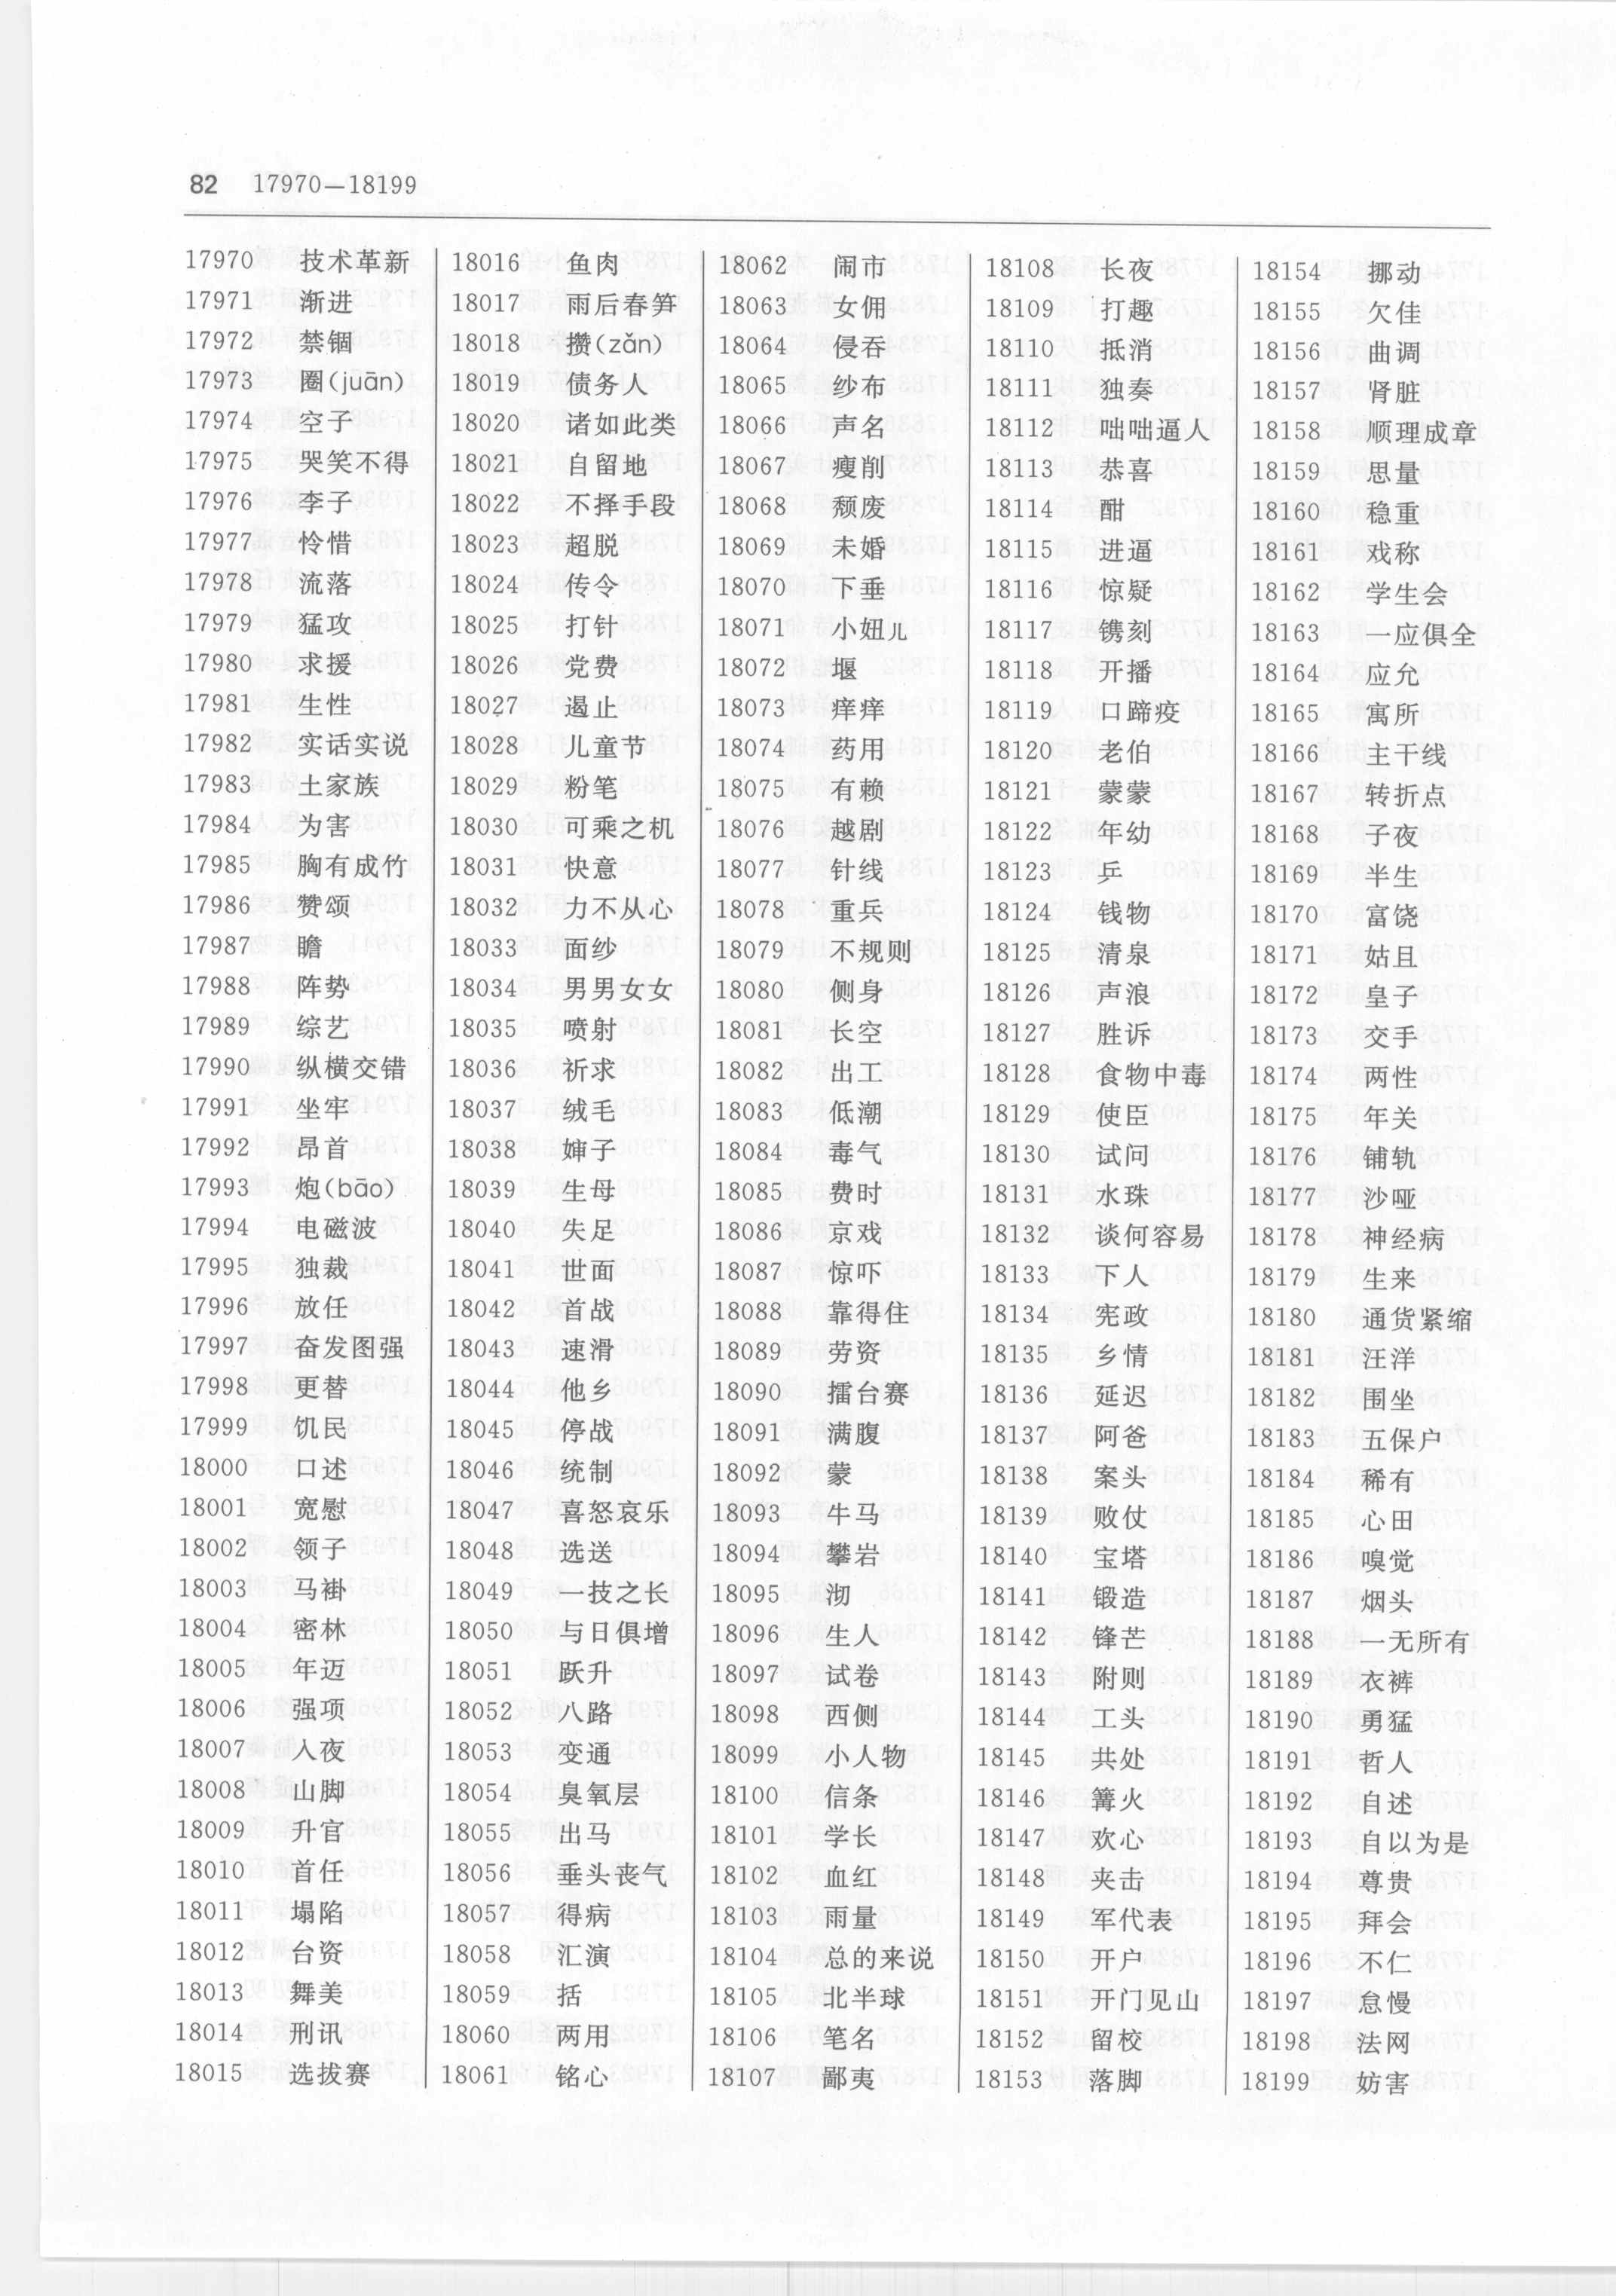 82 17970—18199
17970 技术革新
17971 渐进
17972 禁锢
17973 圈(juān)
17974 空子
17975 哭笑不得
17976 李子
17977 怜惜
17978 流落
17979 猛攻
17980 求援
17981 生性
17982 实话实说
17983 土家族
17984 为害
17985 胸有成竹
17986 赞颂
17987 瞻
17988 阵势
17989 综艺
17990 纵横交错
17991 坐牢
17992 昂首
17993 炮(bāo)
17994 电磁波
17995 独裁
17996 放任
17997 奋发图强
17998 更替
17999 饥民
18000 口述
18001 宽慰
18002 领子
18003 马褂
18004 密林
18005 年迈
18006 强项
18007 入夜
18008 山脚
18009 升官
18010 首任
18011 塌陷
18012 台资
18013 舞美
18014 刑讯
18015 选拔赛
18016 鱼肉
18017 雨后春笋
18018 攒(zǎn)
18019 债务人
18020 诸如此类
18021 自留地
18022 不择手段
18023 超脱
18024 传令
18025 打针
18026 党费
18027 遏止
18028 儿童节
18029 粉笔
18030 可乘之机
18031 快意
18032 力不从心
18033 面纱
18034 男男女女
18035 喷射
18036 祈求
18037 绒毛
18038 婶子
18039 生母
18040 失足
18041 世面
18042 首战
18043 速滑
18044 他乡
18045 停战
18046 统制
18047 喜怒哀乐
18048 选送
18049 一技之长
18050 与日俱增
18051 跃升
18052 八路
18053 变通
18054 臭氧层
18055 出马
18056 垂头丧气
18057 得病
18058 汇演
18059 括
18060 两用
18061 铭心
18062 闹市
18063 女佣
18064 侵吞
18065 纱布
18066 声名
18067 瘦削
18068 颓废
18069 未婚
18070 下垂
18071 小妞儿
18072 堰
18073 痒痒
18074 药用
18075 有赖
18076 越剧
18077 针线
18078 重兵
18079 不规则
18080 侧身
18081 长空
18082 出工
18083 低潮
18084 毒气
18085 费时
18086 京戏
18087 惊吓
18088 靠得住
18089 劳资
18090 擂台赛
18091 满腹
18092 蒙
18093 牛马
18094 攀岩
18095 沏
18096 生人
18097 试卷
18098 西侧
18099 小人物
18100 信条
18101 学长
18102 血红
18103 雨量
18104 总的来说
18105 北半球
18106 笔名
18107 鄙夷
18108 长夜
18109 打趣
18110 抵消
18111 独奏
18112 咄咄逼人
18113 恭喜
18114 酣
18115 进逼
18116 惊疑
18117 镌刻
18118 开播
18119 口蹄疫
18120 老伯
18121 蒙蒙
18122 年幼
18123 乒
18124 钱物
18125 清泉
18126 声浪
18127 胜诉
18128 食物中毒
18129 使臣
18130 试问
18131 水珠
18132 谈何容易
18133 下人
18134 宪政
18135 乡情
18136 延迟
18137 阿爸
18138 案头
18139 败仗
18140 宝塔
18141 锻造
18142 锋芒
18143 附则
18144 工头
18145 共处
18146 篝火
18147 欢心
18148 夹击
18149 军代表
18150 开户
18151 开门见山
18152 留校
18153 落脚
18154 挪动
18155 欠佳
18156 曲调
18157 肾脏
18158 顺理成章
18159 思量
18160 稳重
18161 戏称
18162 学生会
18163 一应俱全
18164 应允
18165 寓所
18166 主干线
18167 转折点
18168 子夜
18169 半生
18170 富饶
18171 姑且
18172 皇子
18173 交手
18174 两性
18175 年关
18176 铺轨
18177 沙哑
18178 神经病
18179 生来
18180 通货紧缩
18181 汪洋
18182 围坐
18183 五保户
18184 稀有
18185 心田
18186 嗅觉
18187 烟头
18188 一无所有
18189 衣裤
18190 勇猛
18191 哲人
18192 自述
18193 自以为是
18194 尊贵
18195 拜会
18196 不仁
18197 怠慢
18198 法网
18199 妨害